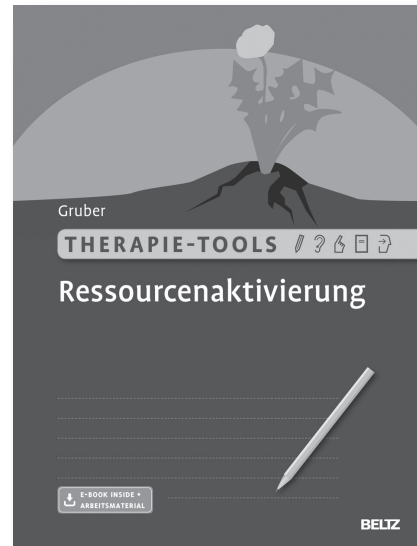 Gruber
THERAPIE-TOOLS
Ressourcenaktivierung
E-BOOK INSIDE +
ARBEITSMATERIAL
BELTZ